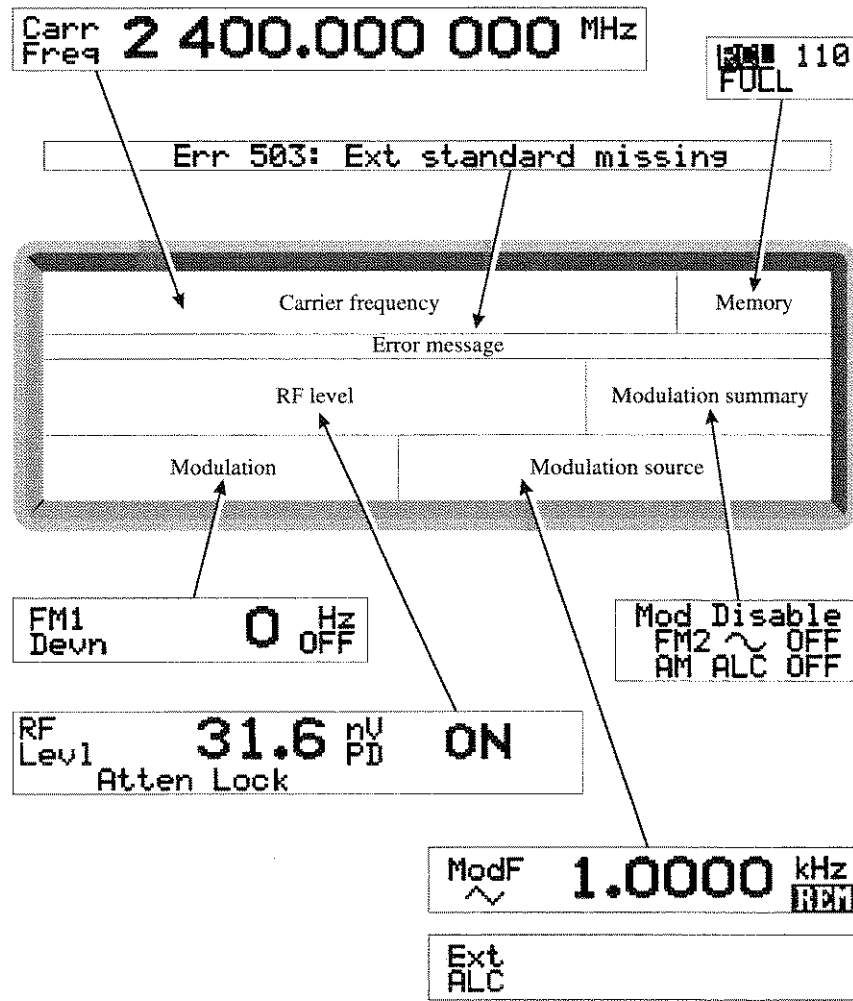 Carr Freq 2 400.000 000 MHz
110
FULL
Err 503: Ext standard missing
Carrier frequency
Memory
Error message
RF level
Modulation summary
Modulation
Modulation source
FM1 Devn 0 Hz OFF
Mod Disable
FM2 ∿ OFF
AM ALC OFF
RF Levl 31.6 nV PD ON
Atten Lock
ModF ∿ 1.0000 kHz REM
Ext
ALC